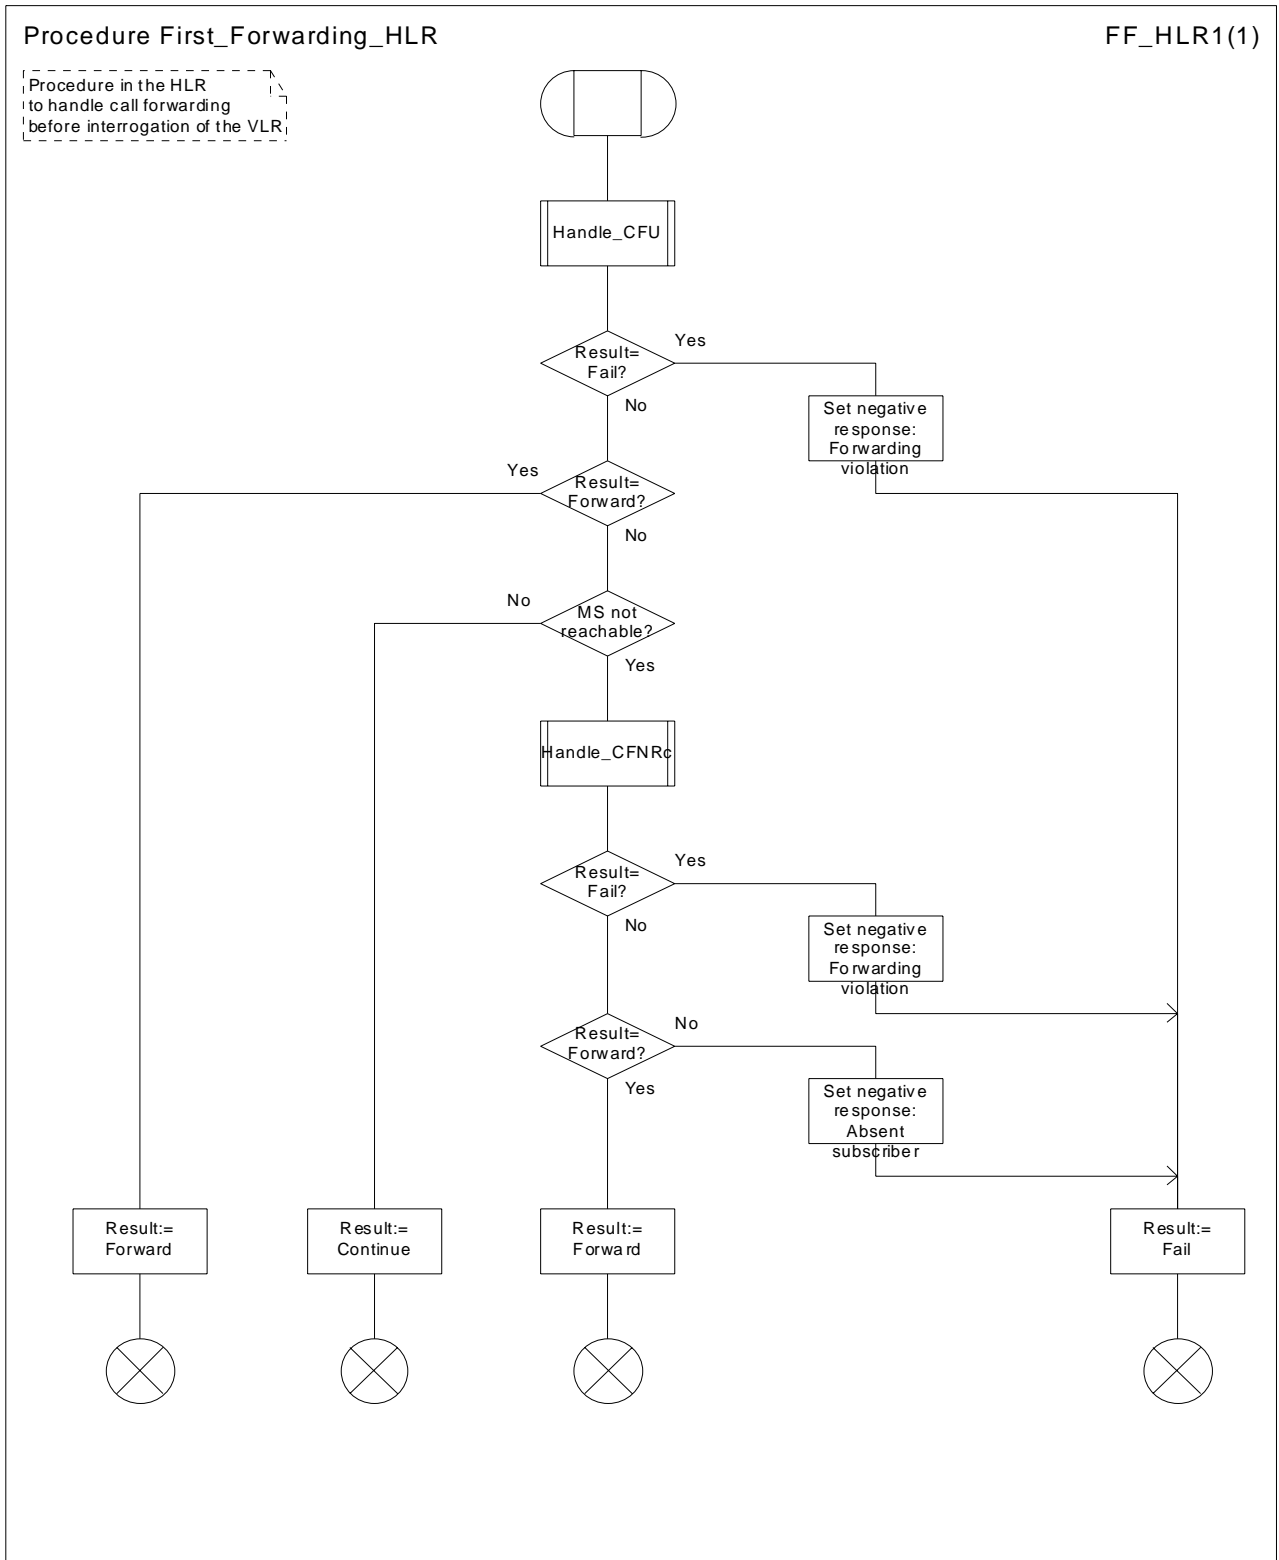 Procedure First_Forwarding_HLR
FF_HLR1(1)
Procedure in the HLR
to handle call forwarding
before interrogation of the VLR
Handle_CFU
Result=
Fail?
Yes
No
Set negative
response:
Forwarding
violation
Yes
Result=
Forward?
No
No
MS not
reachable?
Yes
Handle_CFNRc
Result=
Fail?
Yes
No
Set negative
response:
Forwarding
violation
Result=
Forward?
No
Yes
Set negative
response:
Absent
subscriber
Result:=
Forward
Result:=
Continue
Result:=
Forward
Result:=
Fail